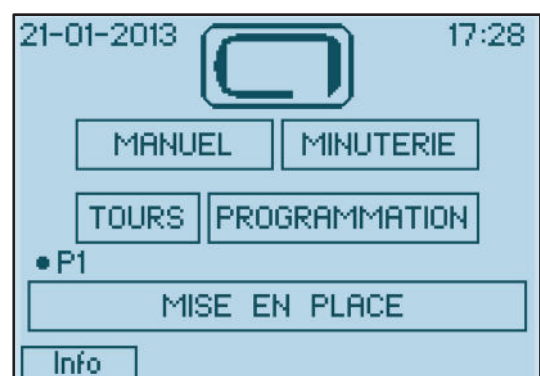 21-01-2013 17:28
MANUEL MINUTERIE
TOURS PROGRAMMATION
• P1
MISE EN PLACE
Info